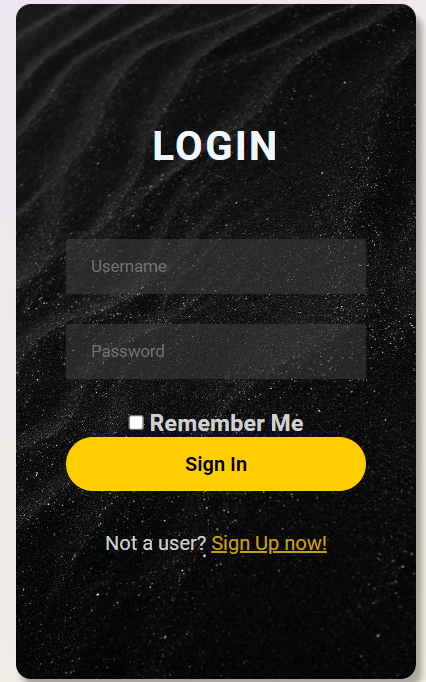 LOGIN
Username
Password
Remember Me
Sign In
Not a user? Sign Up now!